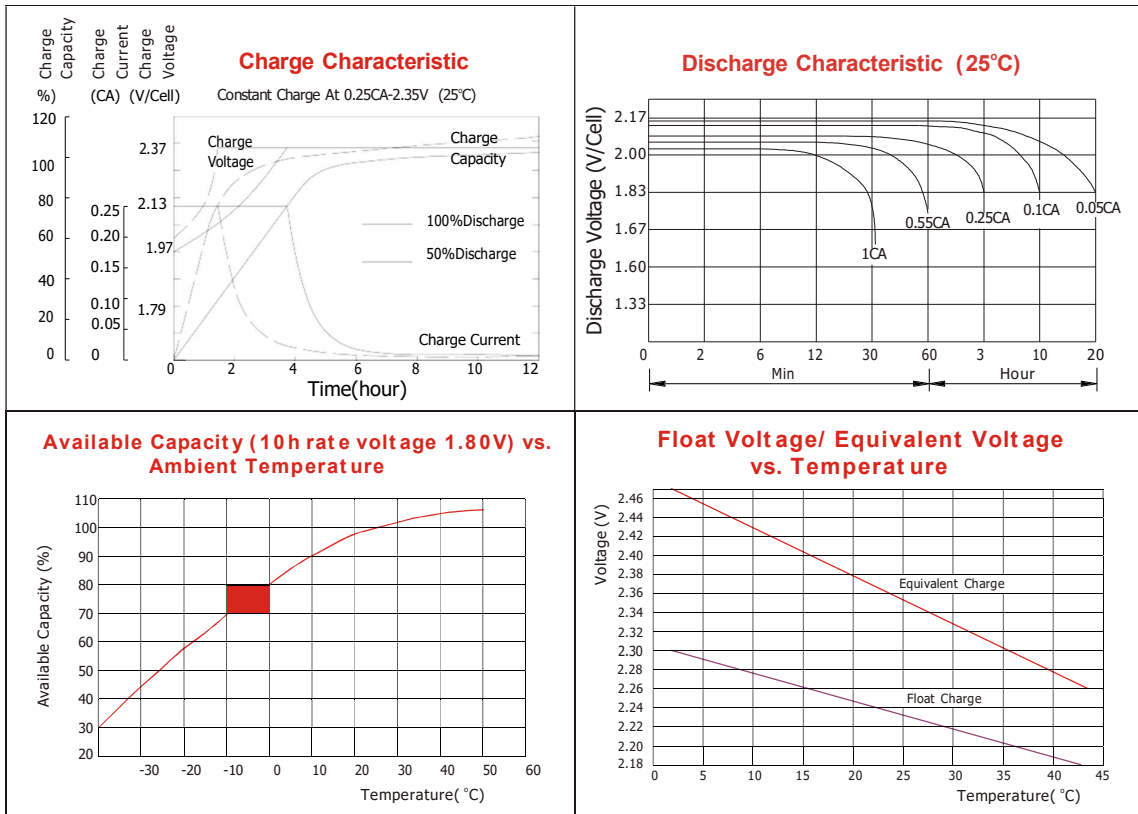 Charge Capacity
Charge Current
Charge Voltage
%)
(CA)
(V/Cell)
Charge Characteristic
Constant Charge At 0.25CA-2.35V (25°C)
120
100
80
60
40
20
0
0.25
0.20
0.15
0.10
0.05
0
2.37
2.13
1.97
1.79
Charge
Voltage
Charge
Capacity
100%Discharge
50%Discharge
Charge Current
0 2 4 6 8 10 12
Time(hour)
Discharge Characteristic (25°C)
Discharge Voltage (V/Cell)
2.17
2.00
1.83
1.67
1.60
1.33
1CA
0.55CA
0.25CA
0.1CA
0.05CA
0 2 6 12 30 60 3 10 20
Min
Hour
Available Capacity (10h rate voltage 1.80V) vs.
Ambient Temperature
Available Capacity (%)
110
100
90
80
70
60
50
40
30
20
-30 -20 -10 0 10 20 30 40 50 60
Temperature( °C)
Float Voltage/ Equivalent Voltage
vs. Temperature
Voltage (V)
2.46
2.44
2.42
2.40
2.38
2.36
2.34
2.32
2.30
2.28
2.26
2.24
2.22
2.20
2.18
Equivalent Charge
Float Charge
0 5 10 15 20 25 30 35 40 45
Temperature( °C)